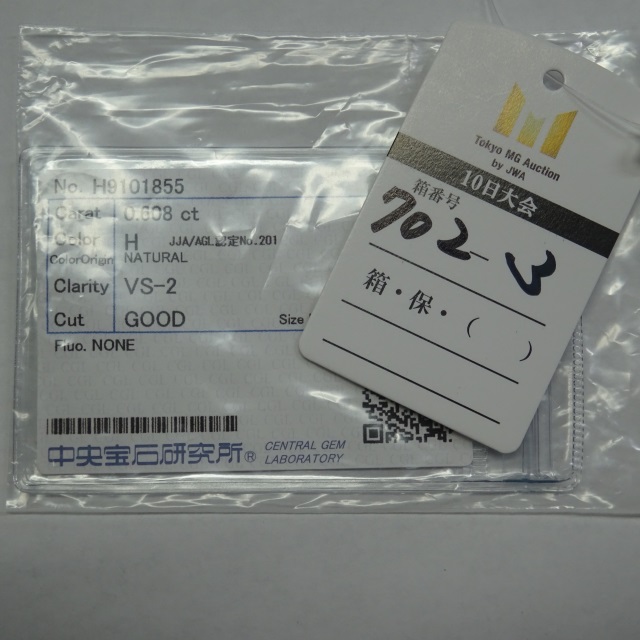 No. H9101855
Carat 0.608 ct
Color H JJA/AGL認定No.201
ColorOrigin NATURAL
Clarity VS-2
Cut GOOD Size
Fluo. NONE
中央宝石研究所® CENTRAL GEM
LABORATORY
Tokyo MG Auction
by JWA
10日大会
箱番号
702-3
箱・保・( )